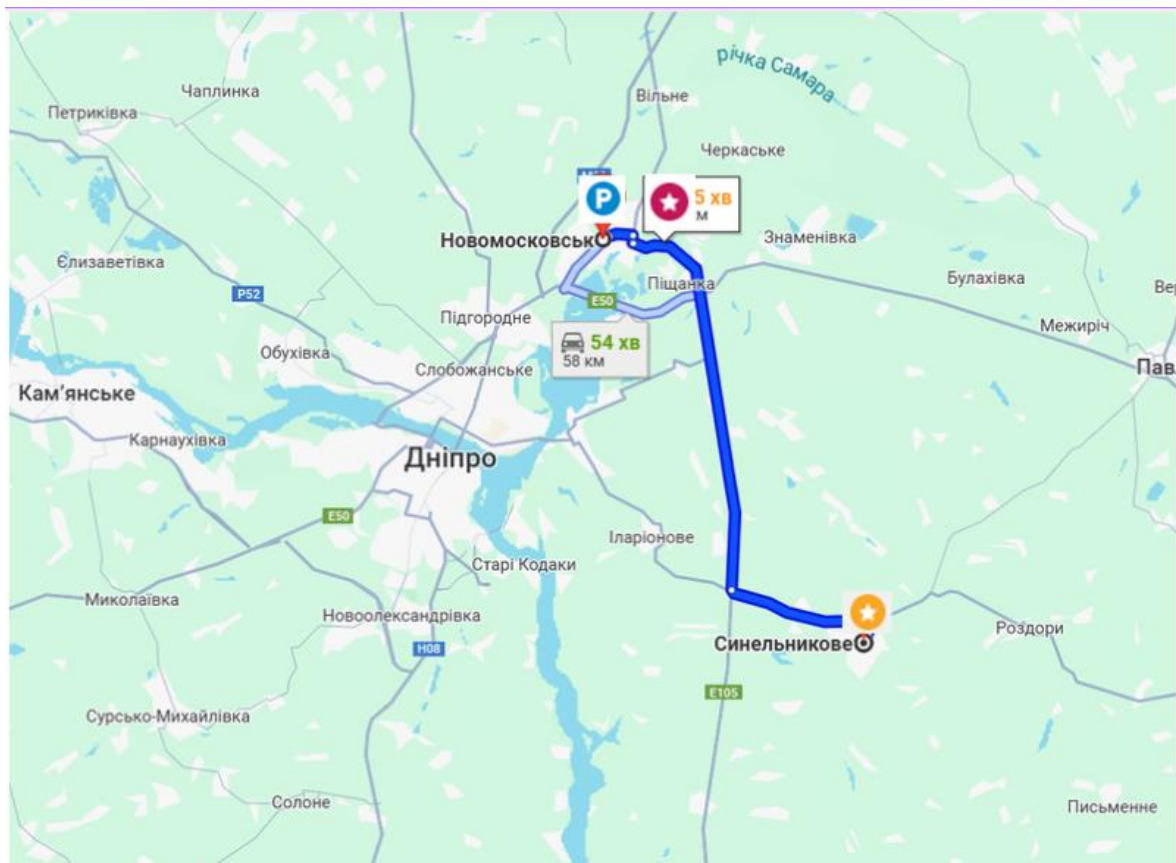 річка Самара
Чаплинка
Вільне
Петриківка
Черкаське
P
5 хв
м
Новомосковськ
Знаменівка
Єлизаветівка
Булахівка
P52
Піщанка
E50
Підгородне
Межиріч
54 хв
58 км
Обухівка
Слобожанське
Кам'янське
Карнаухівка
Дніпро
E50
Іларіонове
Старі Кодаки
Миколаївка
Новоолександрівка
Роздори
Синельникове
H08
E105
Сурсько-Михайлівка
Солоне
Письменне